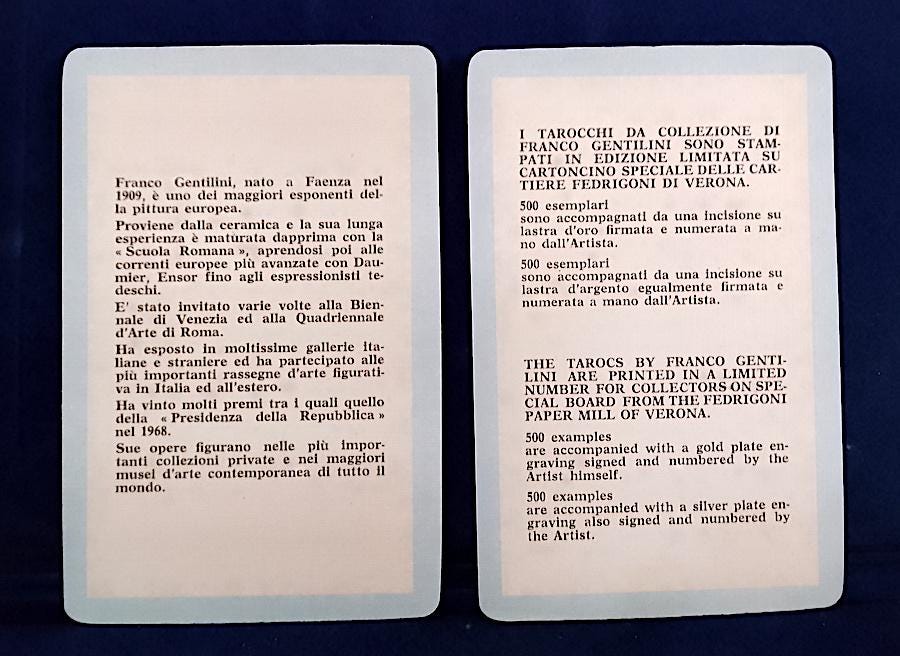 Franco Gentilini, nato a Faenza nel
1909, è uno dei maggiori esponenti del-
la pittura europea.
Proviene dalla ceramica e la sua lunga
esperienza è maturata dapprima con la
« Scuola Romana », aprendosi poi alle
correnti europee più avanzate con Dau-
mier, Ensor fino agli espressionisti te-
deschi.
E' stato invitato varie volte alla Bien-
nale di Venezia ed alla Quadriennale
d'Arte di Roma.
Ha esposto in moltissime gallerie ita-
liane e straniere ed ha partecipato alle
più importanti rassegne d'arte figurati-
va in Italia ed all'estero.
Ha vinto molti premi tra i quali quello
della « Presidenza della Repubblica »
nel 1968.
Sue opere figurano nelle più impor-
tanti collezioni private e nei maggiori
musei d'arte contemporanea di tutto il
mondo.
I TAROCCHI DA COLLEZIONE DI
FRANCO GENTILINI SONO STAM-
PATI IN EDIZIONE LIMITATA SU
CARTONCINO SPECIALE DELLE CAR-
TIERE FEDRIGONI DI VERONA.
500 esemplari
sono accompagnati da una incisione su
lastra d'oro firmata e numerata a ma-
no dall'Artista.
500 esemplari
sono accompagnati da una incisione su
lastra d'argento egualmente firmata e
numerata a mano dall'Artista.
THE TAROCS BY FRANCO GENTI-
LINI ARE PRINTED IN A LIMITED
NUMBER FOR COLLECTORS ON SPE-
CIAL BOARD FROM THE FEDRIGONI
PAPER MILL OF VERONA.
500 examples
are accompanied with a gold plate en-
graving signed and numbered by the
Artist himself.
500 examples
are accompanied with a silver plate en-
graving also signed and numbered by
the Artist.